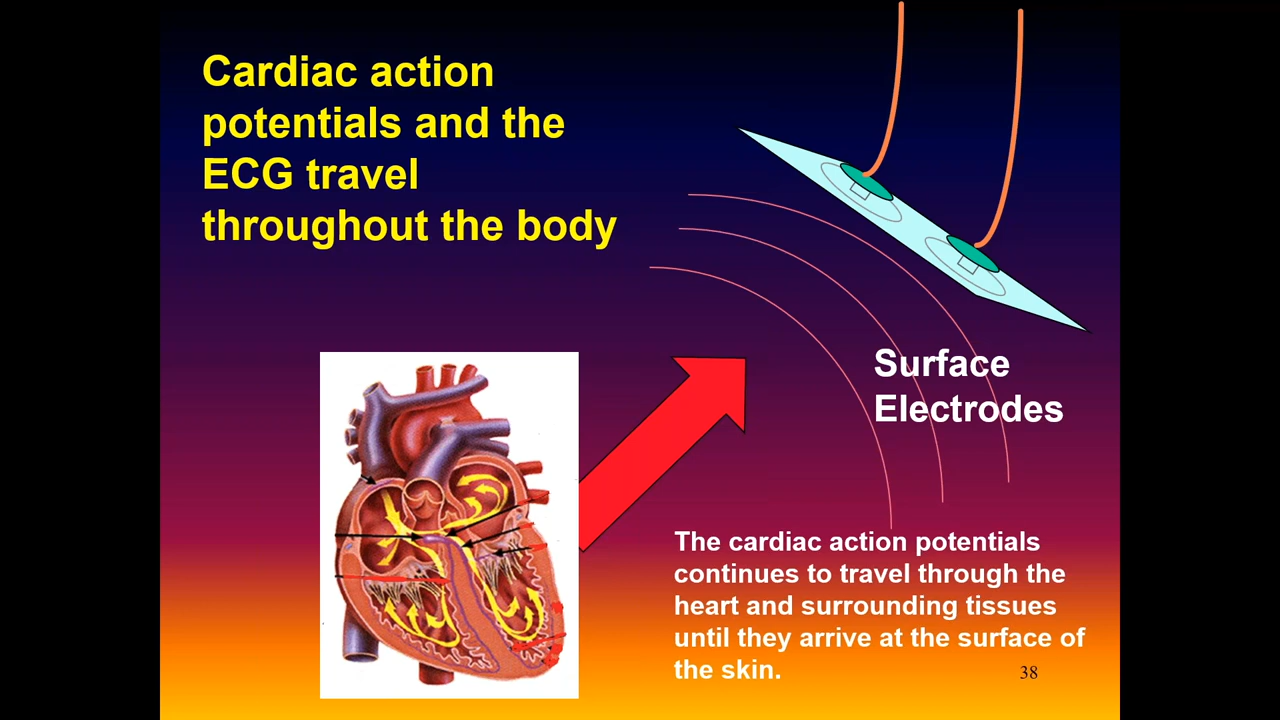 Cardiac action
potentials and the
ECG travel
throughout the body
Surface
Electrodes
The cardiac action potentials
continues to travel through the
heart and surrounding tissues
until they arrive at the surface of
the skin.
38